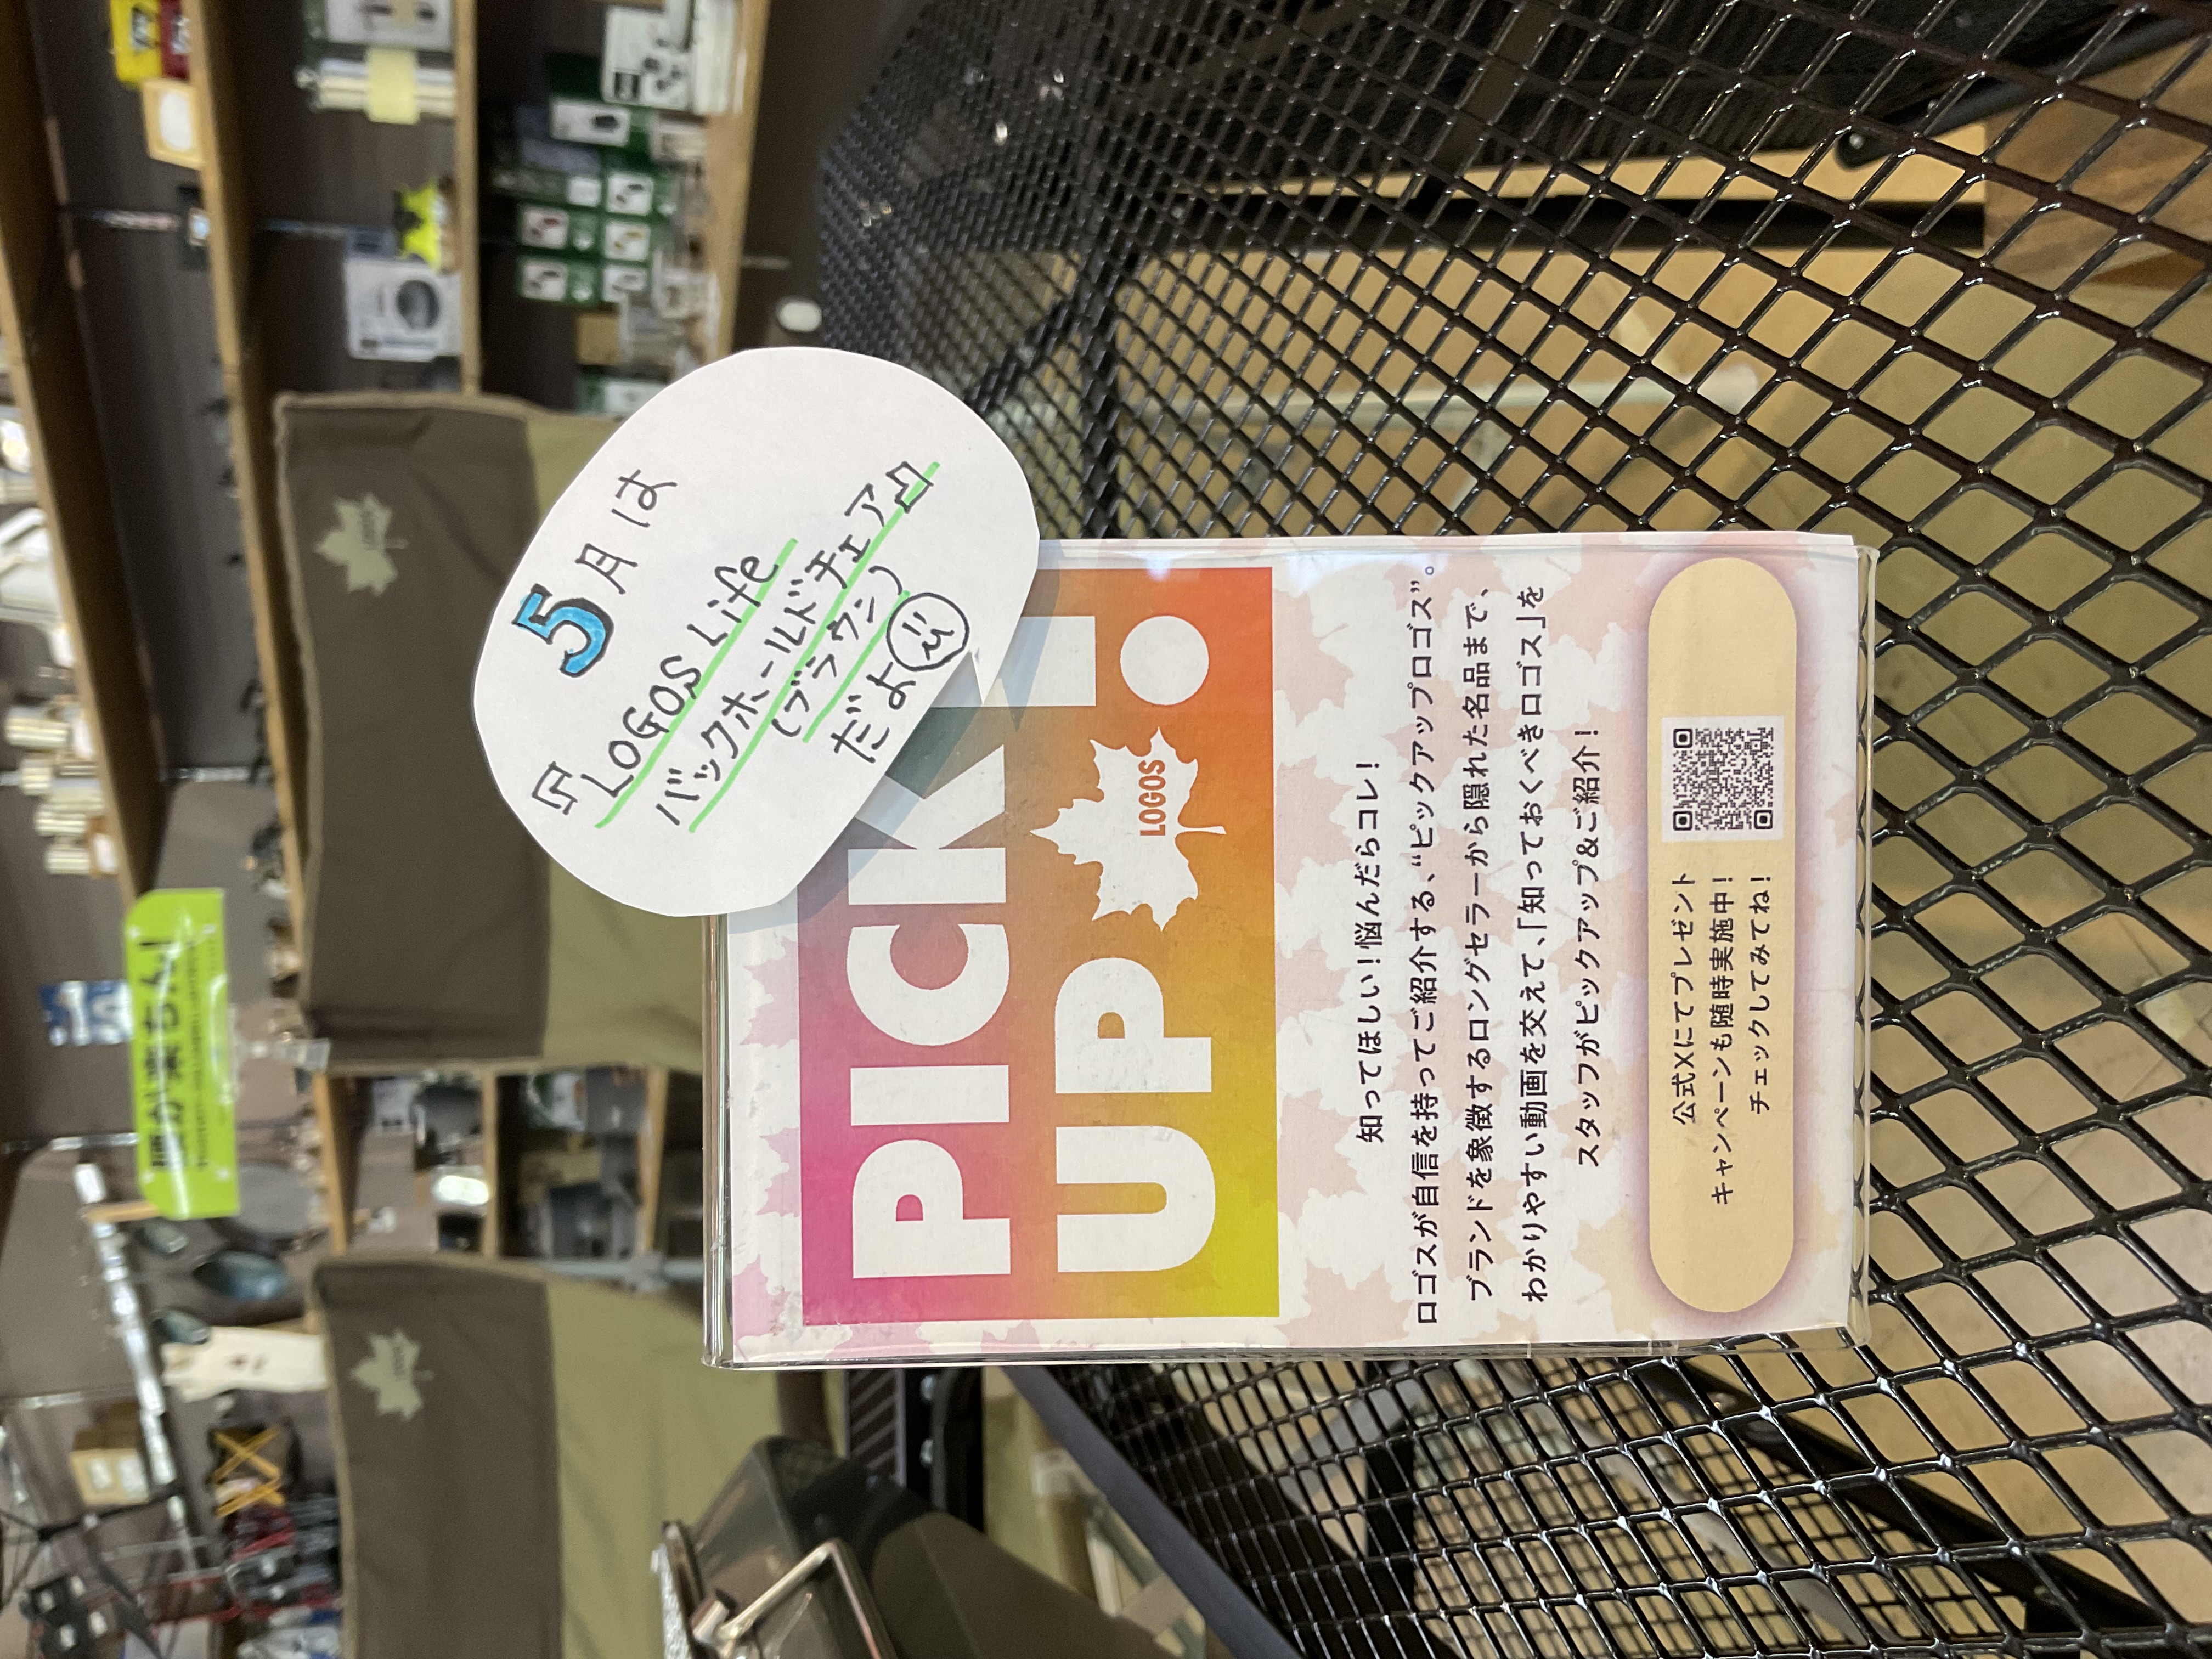 5月は
『LOGOS Life
バックホールドチェア』
(ブラウン)
だよ
PICK
UP!
LOGOS
知ってほしい!悩んだらコレ!
ロゴスが自信を持ってご紹介する、“ピックアップロゴス”。
ブランドを象徴するロングセラーから隠れた名品まで、
わかりやすい動画を交えて、「知っておくべきロゴス」を
スタッフがピックアップ&ご紹介!
公式Xにてプレゼント
キャンペーンも随時実施中!
チェックしてみてね!
腰が楽ちん!
LOGOS
LOGOS